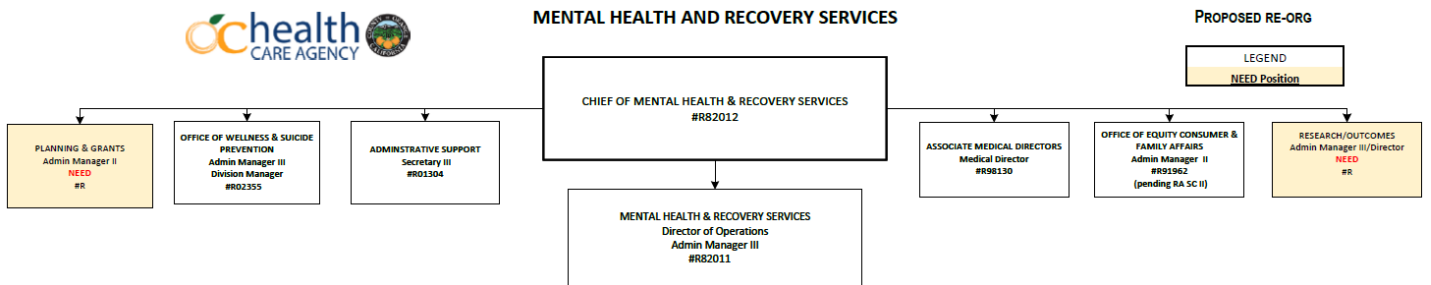 MENTAL HEALTH AND RECOVERY SERVICES
PROPOSED RE-ORG
ochealth
CARE AGENCY
COUNTY OF ORANGE
CALIFORNIA
LEGEND
NEED Position
CHIEF OF MENTAL HEALTH & RECOVERY SERVICES
#R82012
PLANNING & GRANTS
Admin Manager II
NEED
#R
OFFICE OF WELLNESS & SUICIDE
PREVENTION
Admin Manager III
Division Manager
#R02355
ADMINSTRATIVE SUPPORT
Secretary III
#R01304
ASSOCIATE MEDICAL DIRECTORS
Medical Director
#R98130
OFFICE OF EQUITY CONSUMER &
FAMILY AFFAIRS
Admin Manager II
#R91962
(pending RA SC II)
RESEARCH/OUTCOMES
Admin Manager III/Director
NEED
#R
MENTAL HEALTH & RECOVERY SERVICES
Director of Operations
Admin Manager III
#R82011